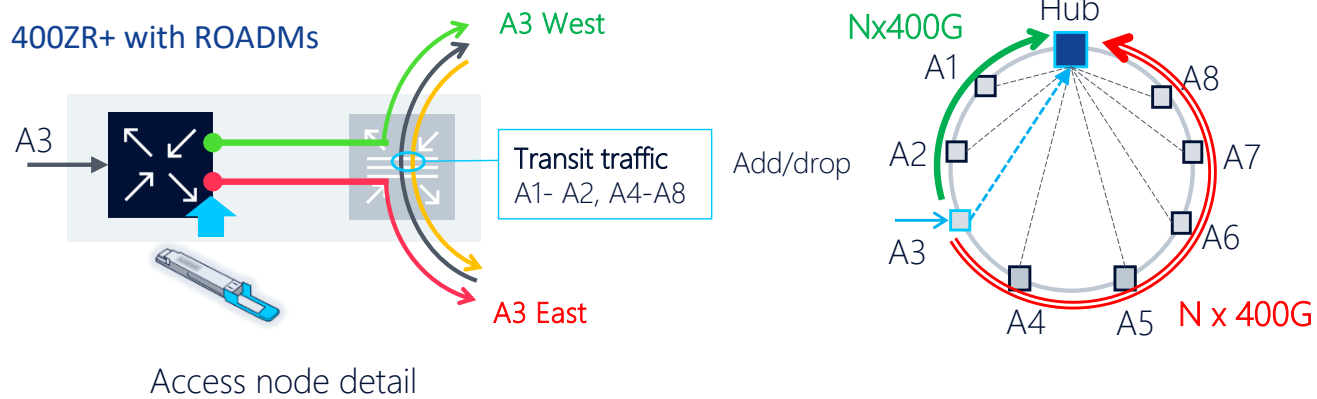 400ZR+ with ROADMs
A3 West
A3
Transit traffic
A1- A2, A4-A8
A3 East
Access node detail
Add/drop
Hub
Nx400G
A1
A8
A2
A7
A3
A6
A4
A5
N x 400G